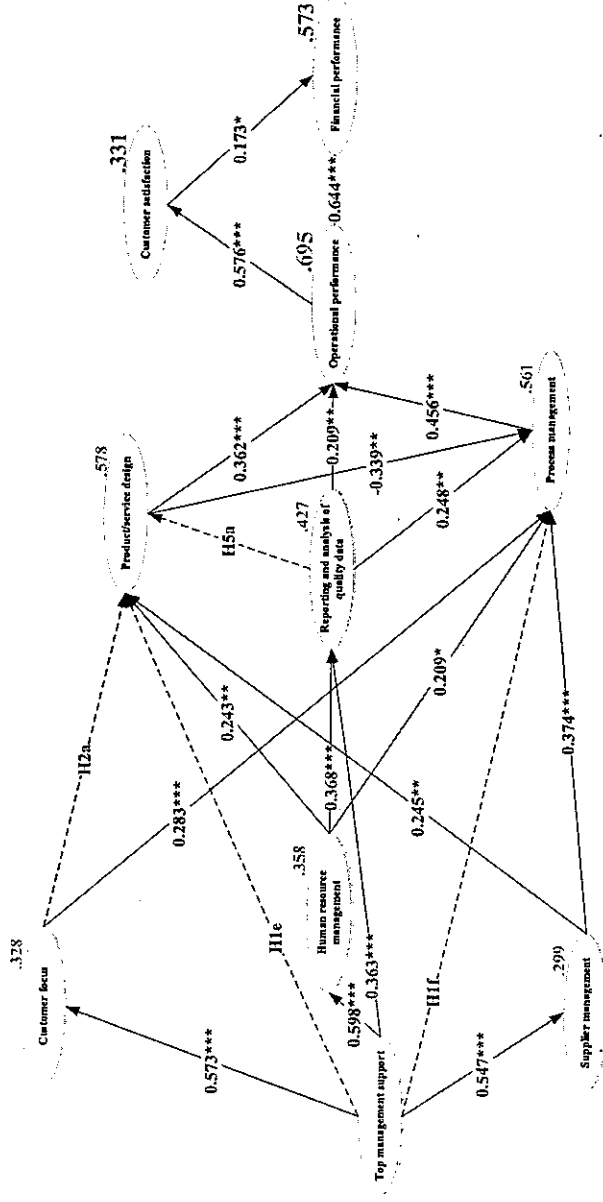 .328
Customer focus
.578
Product/service design
.331
Customer satisfaction
H2a
0.573***
0.283***
H1e
0.243**
H5a
0.362***
0.576***
0.173*
.358
Human resource
management
0.598***
0.368***
.427
Reporting and analysis of
quality data
0.209**
-0.339**
.695
Operational performance
-0.644***
.573
Financial performance
Top management support
0.363***
0.248**
0.456***
0.547***
H1f
0.245**
0.209*
0.374***
.299
Supplier management
.561
Process management